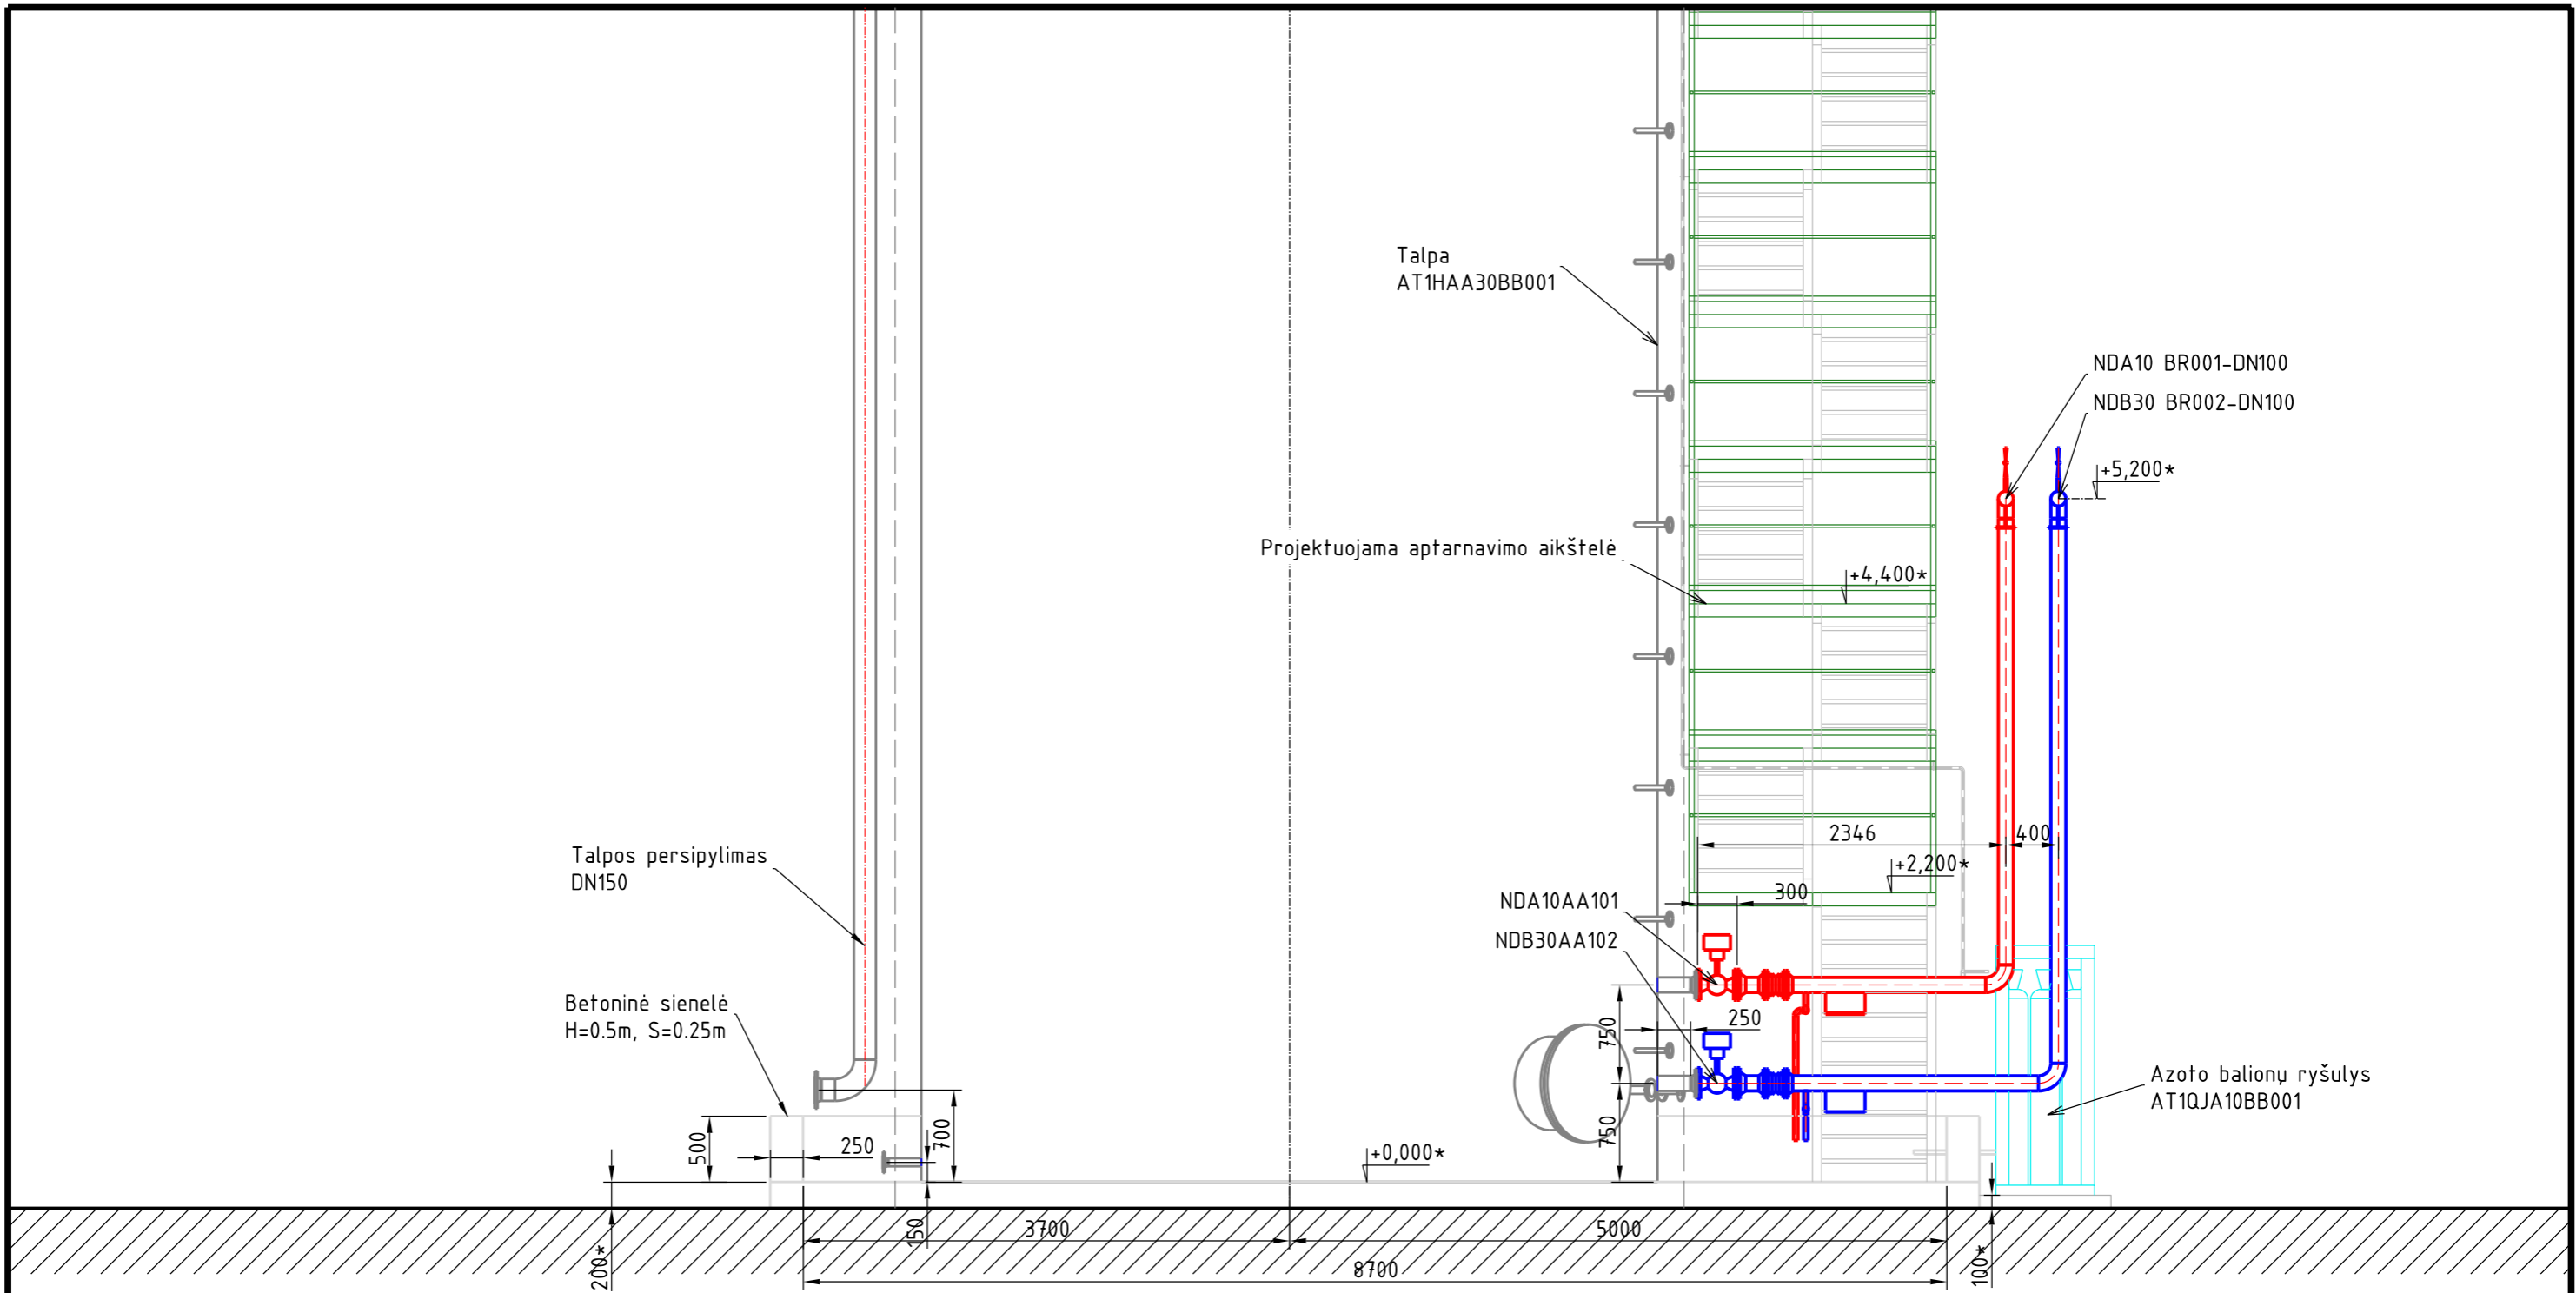 Talpa
AT1HAA30BB001
NDA10 BR001-DN100
NDB30 BR002-DN100
+5,200*
Projektuojama aptarnavimo aikštelė
+4,400*
2346
400
Talpos persipylimas
DN150
+2,200*
300
NDA10AA101
NDB30AA102
Betoninė sienelė
H=0.5m, S=0.25m
750
250
Azoto balionų ryšulys
AT1QJA10BB001
500
250
700
+0,000*
750
200*
150
3700
5000
100*
8700